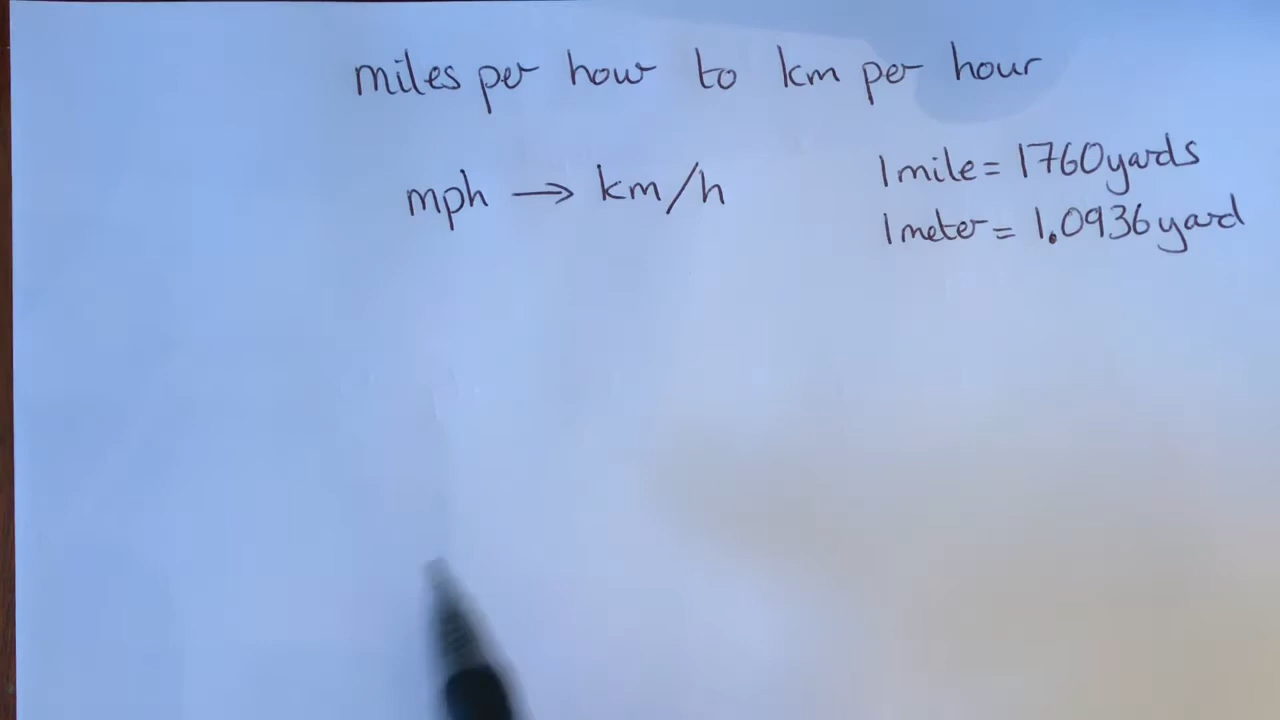 miles per hour to km per hour
mph → km/h
1 mile = 1760 yards
1 meter = 1.0936 yard